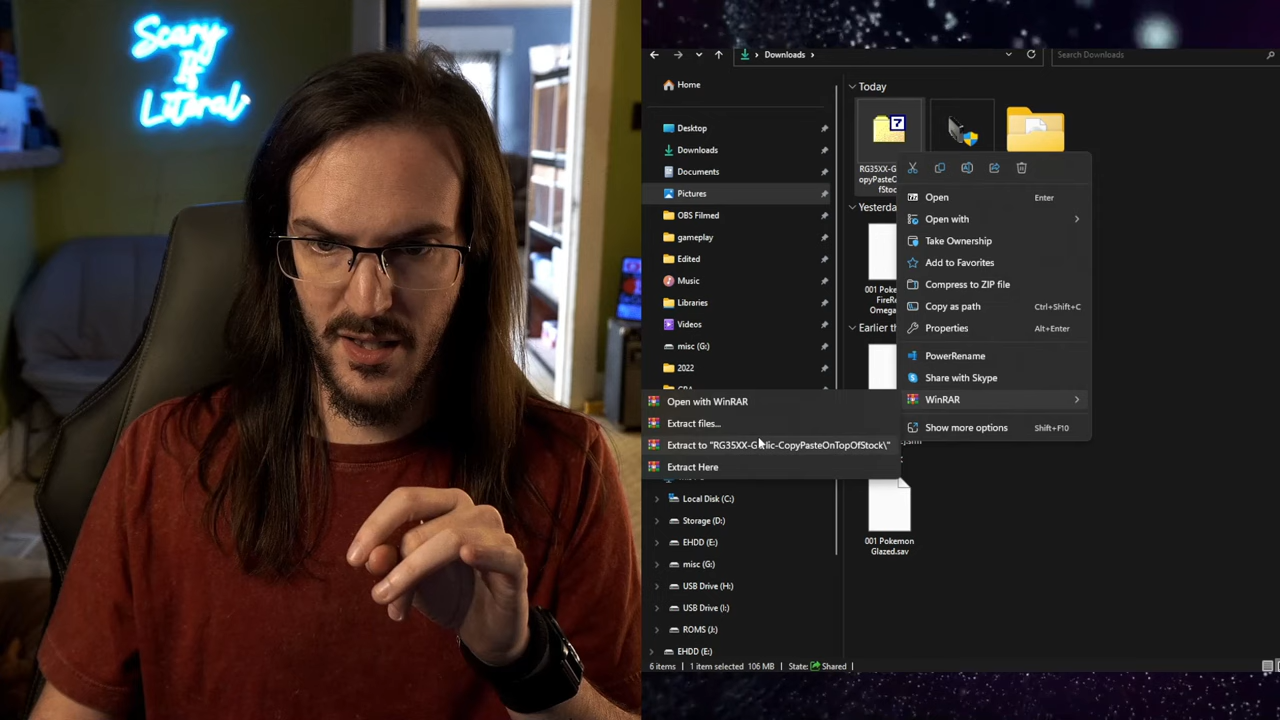 Scary
Is
Literal
Downloads
Search Downloads
Home
Desktop
Downloads
Documents
Pictures
OBS Filmed
gameplay
Edited
Music
Libraries
Videos
misc (G:)
2022
Local Disk (C:)
Storage (D:)
EHDD (E:)
misc (G:)
USB Drive (H:)
USB Drive (I:)
ROMS (J:)
EHDD (E:)
Today
7
Open Enter
Open with
Take Ownership
Add to Favorites
Compress to ZIP file
Copy as path Ctrl+Shift+C
Properties Alt+Enter
PowerRename
Share with Skype
WinRAR
Show more options Shift+F10
Open with WinRAR
Extract files...
Extract to "RG35XX-Garlic-CopyPasteOnTopOfStock\"
Extract Here
001 Pokemon
Glazed.sav
6 items 1 item selected 106 MB State: Shared